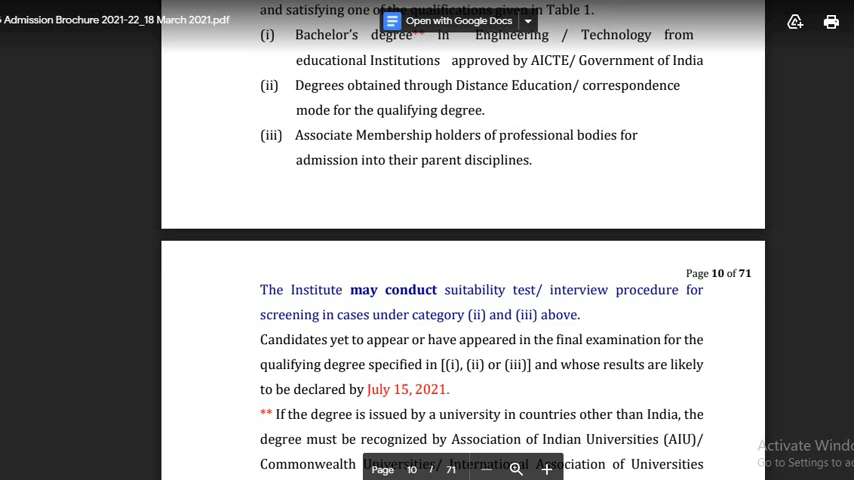 and satisfying one of the qualifications given in Table 1.
Admission Brochure 2021-22_18 March 2021.pdf
Open with Google Docs
(i) Bachelor's degree** in Engineering / Technology from
educational Institutions approved by AICTE/ Government of India
(ii) Degrees obtained through Distance Education/ correspondence
mode for the qualifying degree.
(iii) Associate Membership holders of professional bodies for
admission into their parent disciplines.
Page 10 of 71
The Institute may conduct suitability test/ interview procedure for
screening in cases under category (ii) and (iii) above.
Candidates yet to appear or have appeared in the final examination for the
qualifying degree specified in [(i), (ii) or (iii)] and whose results are likely
to be declared by July 15, 2021.
** If the degree is issued by a university in countries other than India, the
degree must be recognized by Association of Indian Universities (AIU)/
Commonwealth Universities/ International Association of Universities
Page 10 / 71
Activate Windo
Go to Settings to ac